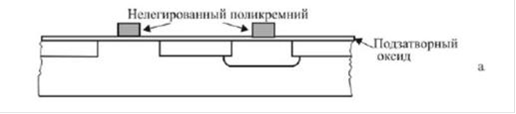 Нелегированный поликремний
Подзатворный
оксид
а